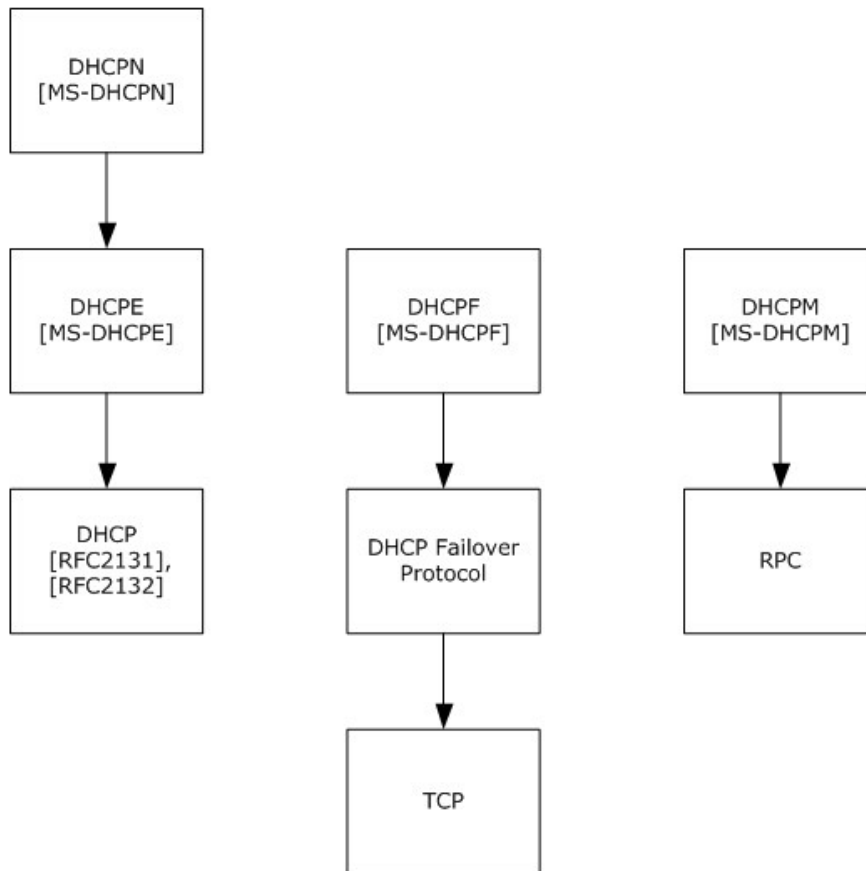 DHCPN
[MS-DHCPN]
DHCPE
[MS-DHCPE]
DHCPF
[MS-DHCPF]
DHCPM
[MS-DHCPM]
DHCP
[RFC2131],
[RFC2132]
DHCP Failover
Protocol
RPC
TCP